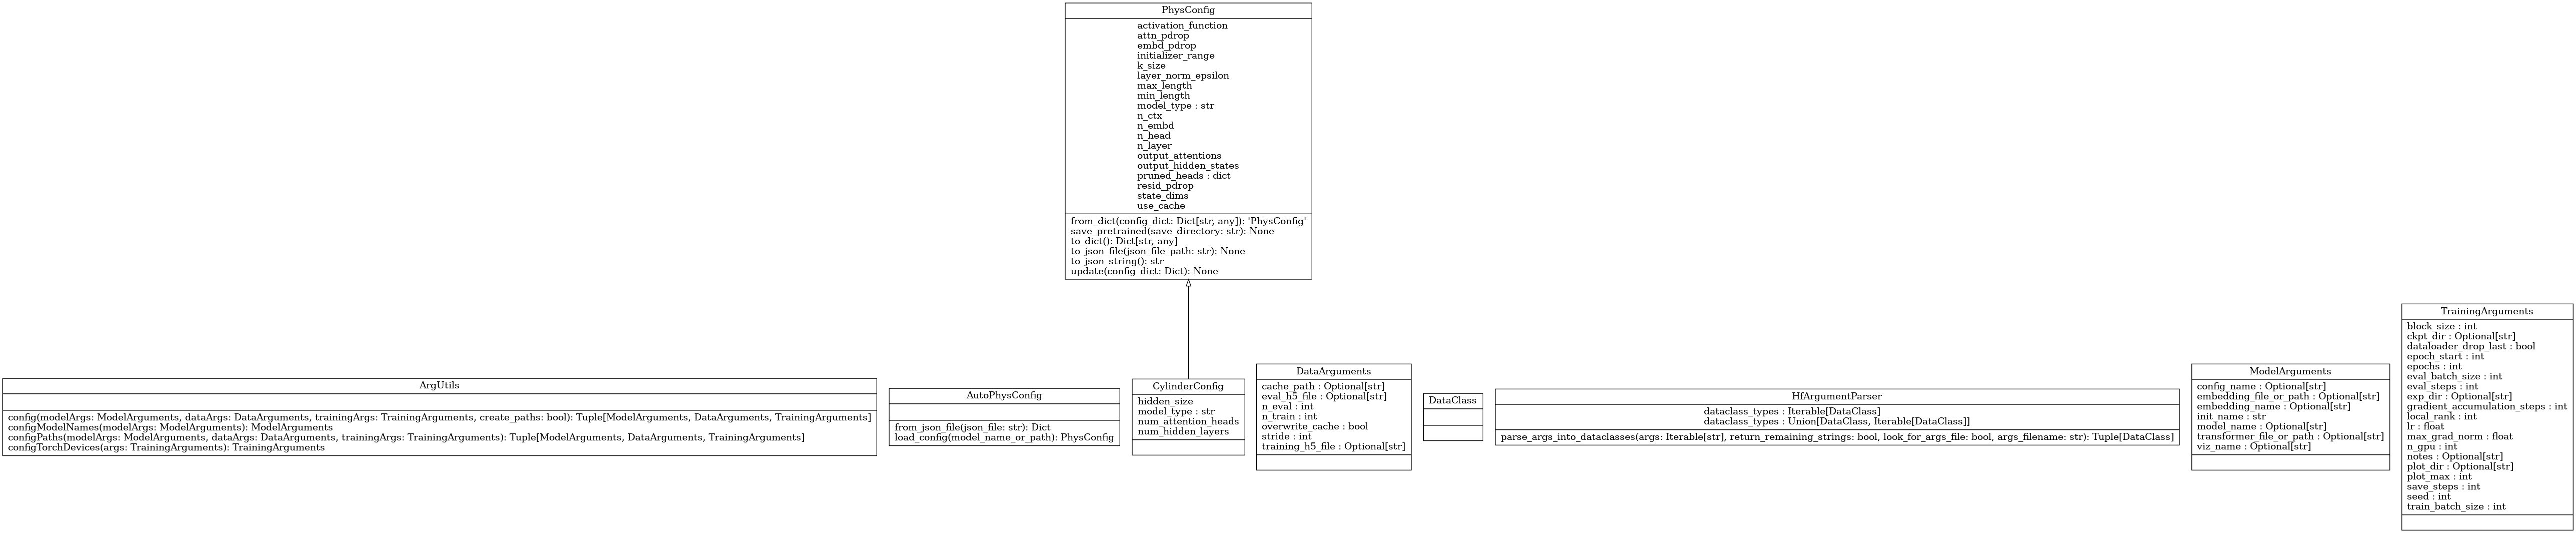 PhysConfig
activation_function
attn_pdrop
embd_pdrop
initializer_range
k_size
layer_norm_epsilon
max_length
min_length
model_type : str
n_ctx
n_embd
n_head
n_layer
output_attentions
output_hidden_states
pruned_heads : dict
resid_pdrop
state_dims
use_cache
from_dict(config_dict: Dict[str, any]): 'PhysConfig'
save_pretrained(save_directory: str): None
to_dict(): Dict[str, any]
to_json_file(json_file_path: str): None
to_json_string(): str
update(config_dict: Dict): None
ArgUtils
config(modelArgs: ModelArguments, dataArgs: DataArguments, trainingArgs: TrainingArguments, create_paths: bool): Tuple[ModelArguments, DataArguments, TrainingArguments]
configModelNames(modelArgs: ModelArguments): ModelArguments
configPaths(modelArgs: ModelArguments, dataArgs: DataArguments, trainingArgs: TrainingArguments): Tuple[ModelArguments, DataArguments, TrainingArguments]
configTorchDevices(args: TrainingArguments): TrainingArguments
AutoPhysConfig
from_json_file(json_file: str): Dict
load_config(model_name_or_path): PhysConfig
CylinderConfig
hidden_size
model_type : str
num_attention_heads
num_hidden_layers
DataArguments
cache_path : Optional[str]
eval_h5_file : Optional[str]
n_eval : int
n_train : int
overwrite_cache : bool
stride : int
training_h5_file : Optional[str]
DataClass
HfArgumentParser
dataclass_types : Iterable[DataClass]
dataclass_types : Union[DataClass, Iterable[DataClass]]
parse_args_into_dataclasses(args: Iterable[str], return_remaining_strings: bool, look_for_args_file: bool, args_filename: str): Tuple[DataClass]
ModelArguments
config_name : Optional[str]
embedding_file_or_path : Optional[str]
embedding_name : Optional[str]
init_name : str
model_name : Optional[str]
transformer_file_or_path : Optional[str]
viz_name : Optional[str]
TrainingArguments
block_size : int
ckpt_dir : Optional[str]
dataloader_drop_last : bool
epoch_start : int
epochs : int
eval_batch_size : int
eval_steps : int
exp_dir : Optional[str]
gradient_accumulation_steps : int
local_rank : int
lr : float
max_grad_norm : float
n_gpu : int
notes : Optional[str]
plot_dir : Optional[str]
plot_max : int
save_steps : int
seed : int
train_batch_size : int